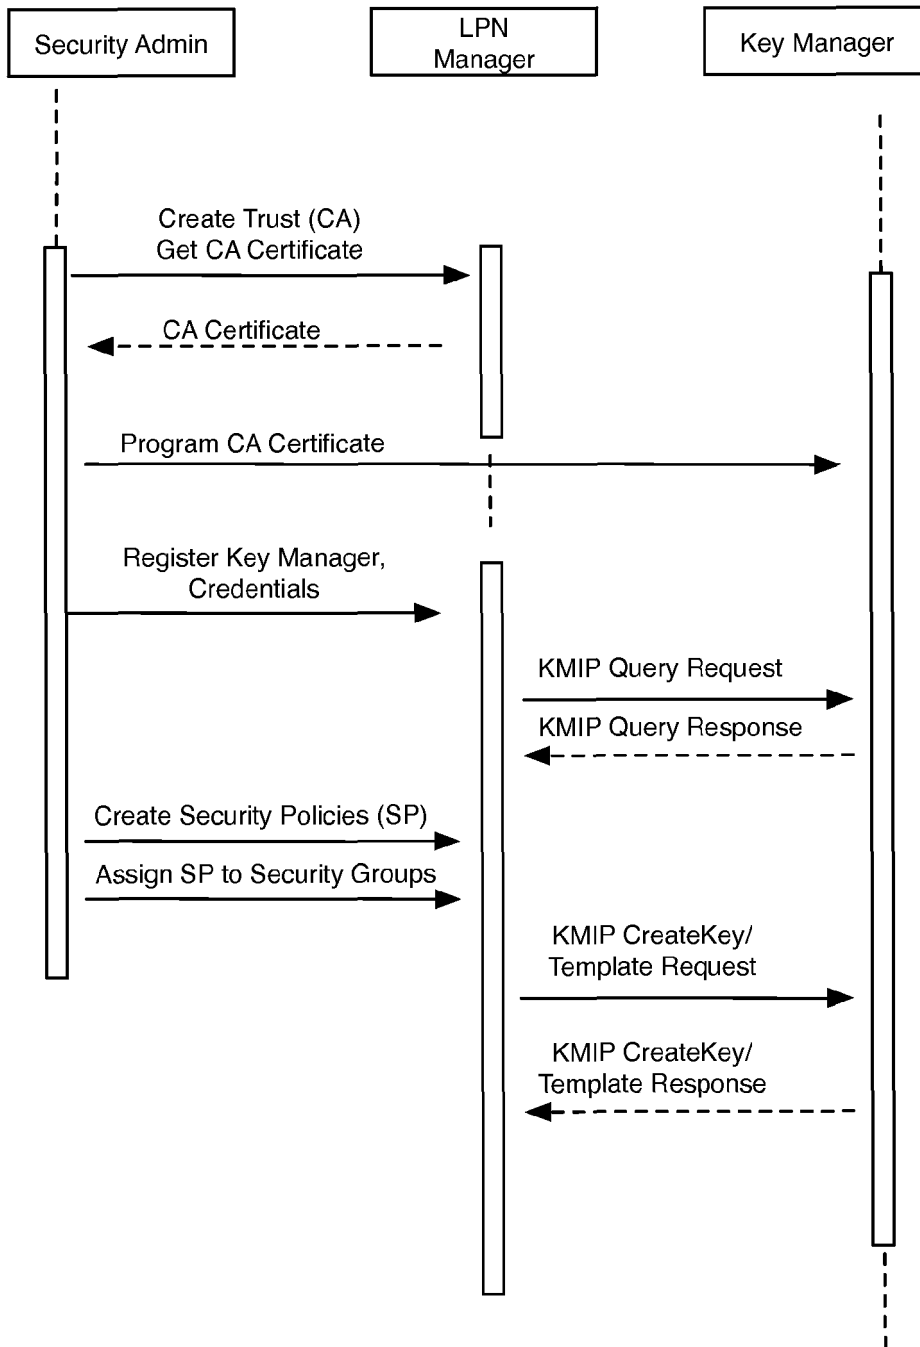 Security Admin
LPN
Manager
Key Manager
Create Trust (CA)
Get CA Certificate
CA Certificate
Program CA Certificate
Register Key Manager,
Credentials
KMIP Query Request
KMIP Query Response
Create Security Policies (SP)
Assign SP to Security Groups
KMIP CreateKey/
Template Request
KMIP CreateKey/
Template Response